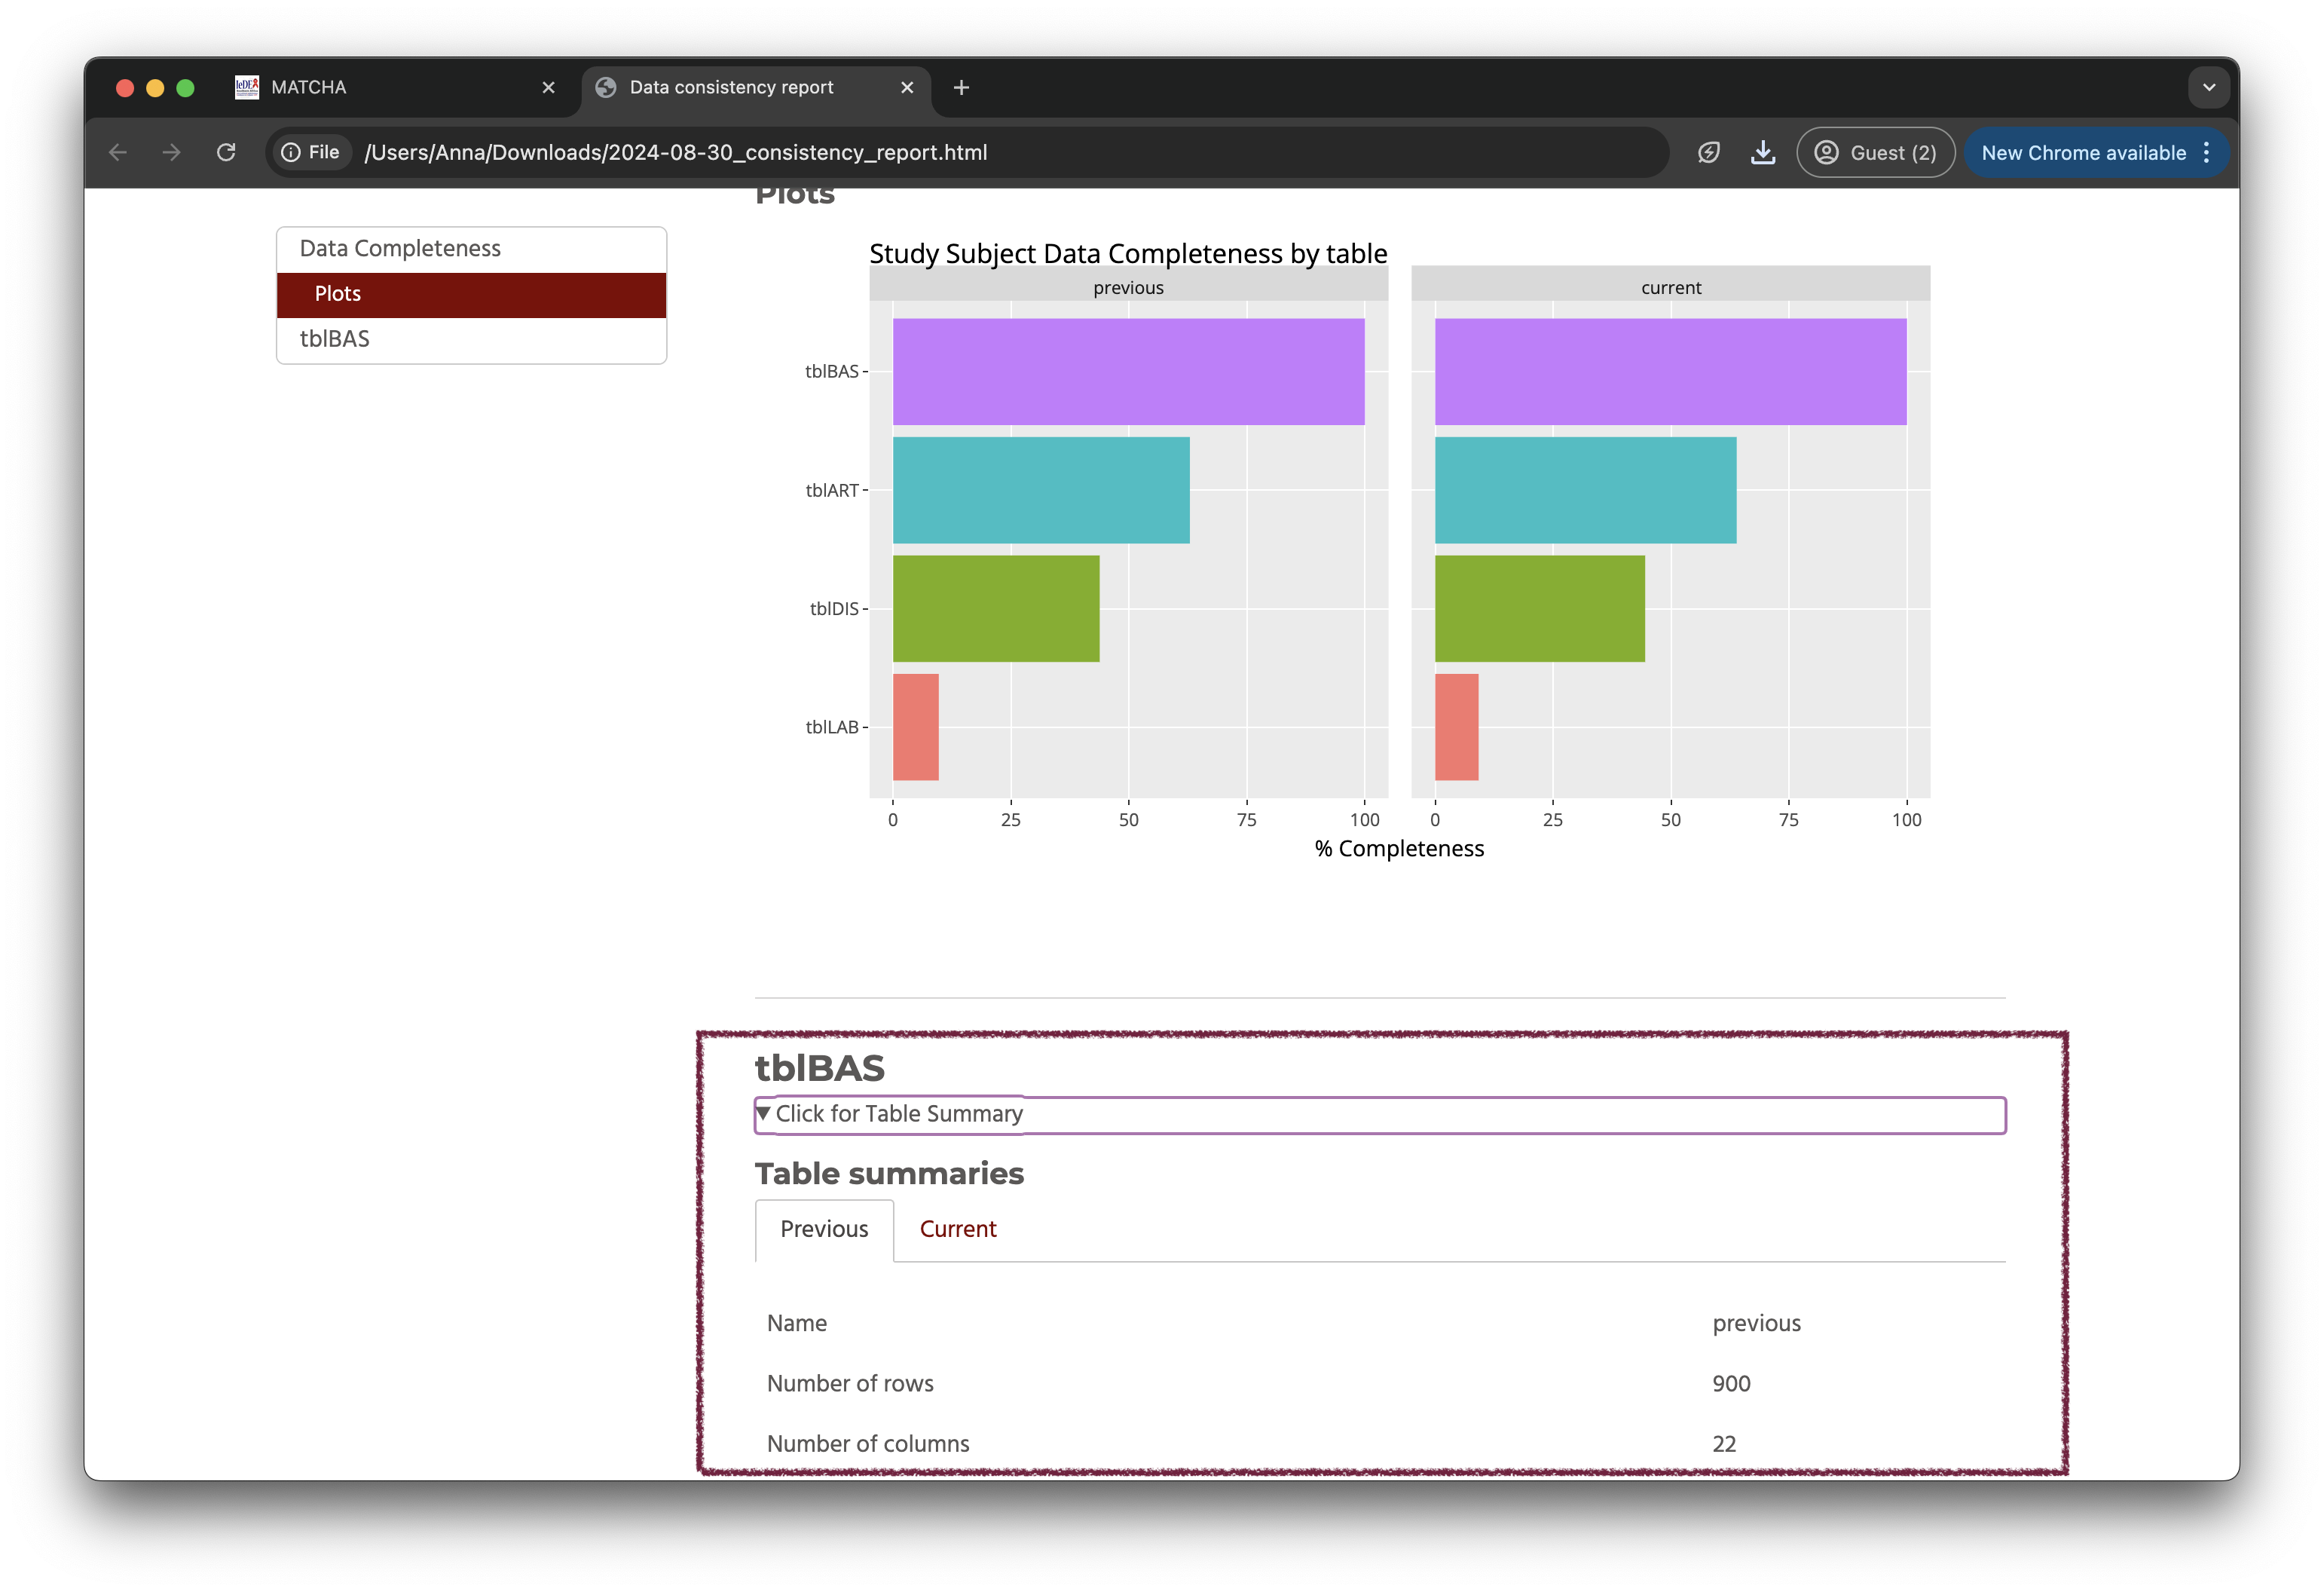 IeDEA MATCHA
Data consistency report
File /Users/Anna/Downloads/2024-08-30_consistency_report.html
Guest (2)
New Chrome available
Plots
Data Completeness
Plots
tblBAS
Study Subject Data Completeness by table
previous current
tblBAS
tblART
tblDIS
tblLAB
0 25 50 75 100 0 25 50 75 100
% Completeness
tblBAS
Click for Table Summary
Table summaries
Previous Current
Name previous
Number of rows 900
Number of columns 22